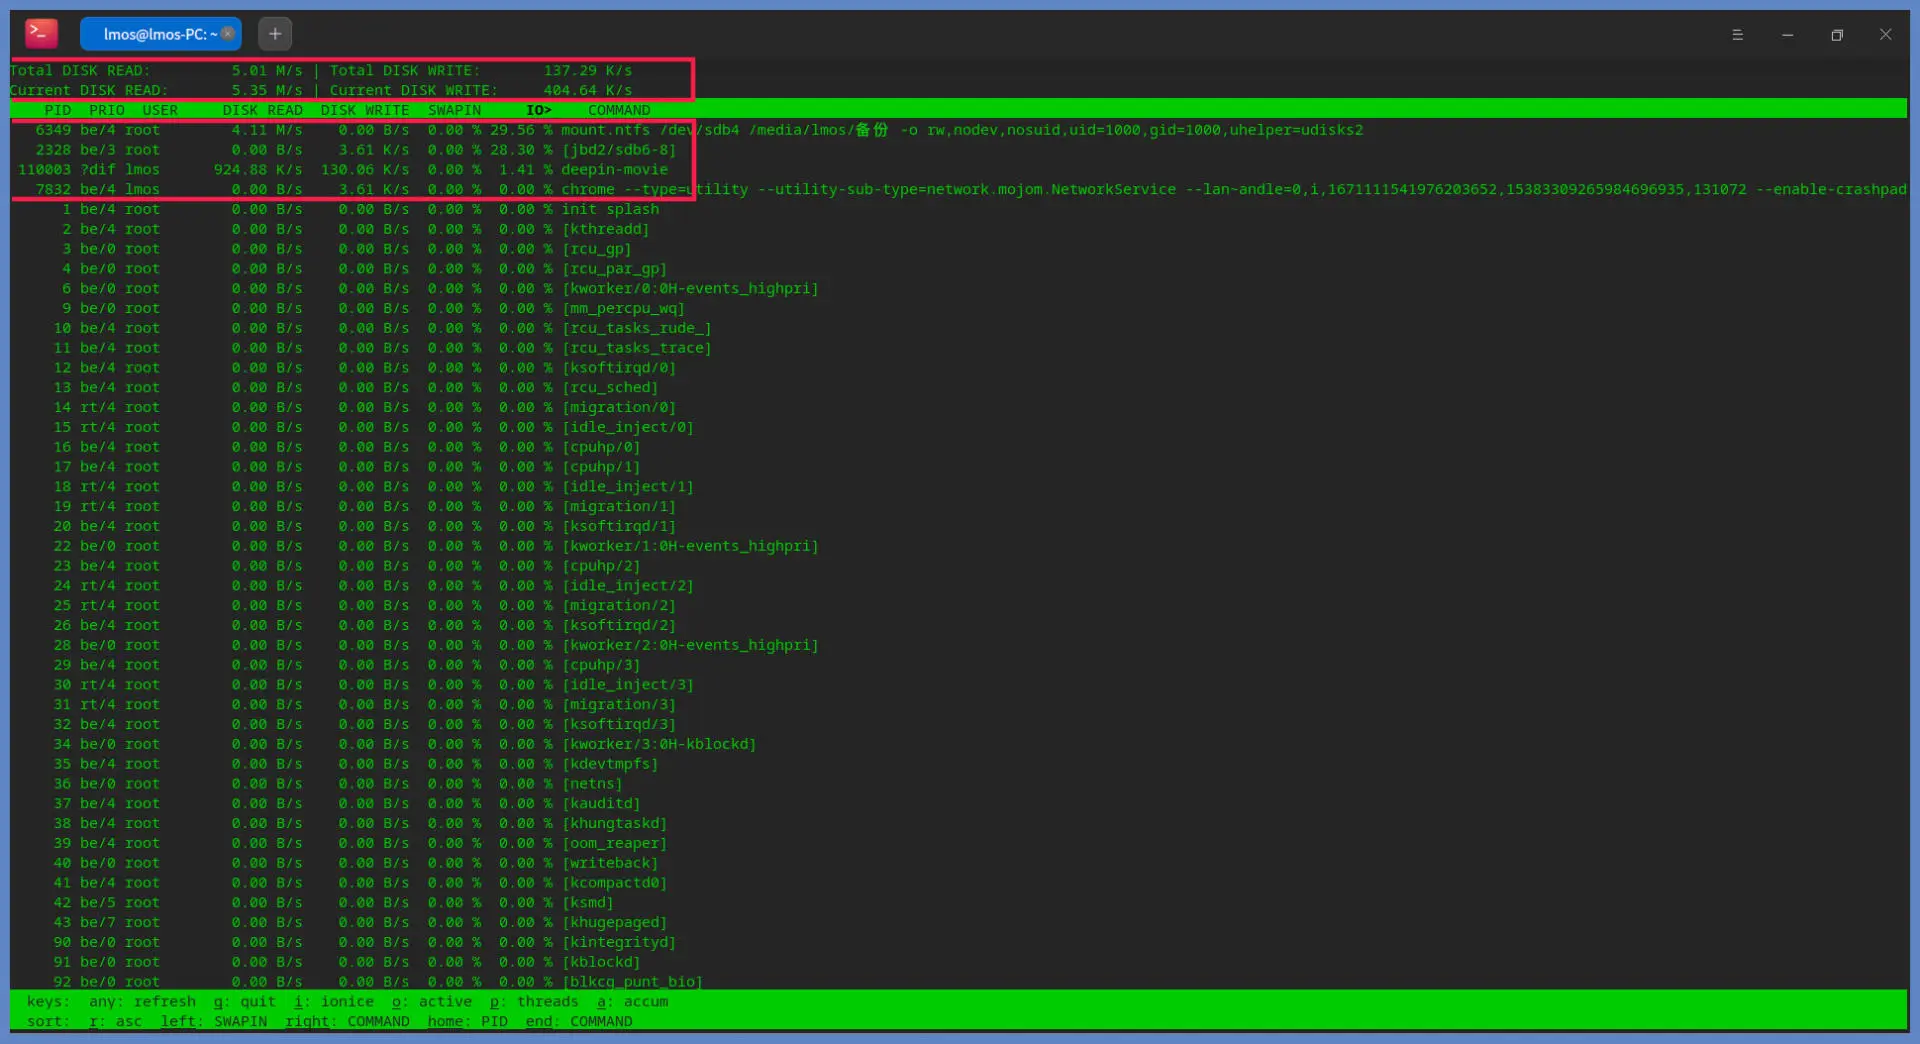 lmos@lmos-PC: ~
Total DISK READ: 5.01 M/s | Total DISK WRITE: 137.29 K/s
Current DISK READ: 5.35 M/s | Current DISK WRITE: 404.64 K/s
PID PRIO USER DISK READ DISK WRITE SWAPIN IO> COMMAND
6349 be/4 root 4.11 M/s 0.00 B/s 0.00 % 29.56 % mount.ntfs /dev/sdb4 /media/lmos/备份 -o rw,nodev,nosuid,uid=1000,gid=1000,uhelper=udisks2
2328 be/3 root 0.00 B/s 3.61 K/s 0.00 % 28.30 % [jbd2/sdb6-8]
110003 ?dif lmos 924.88 K/s 130.06 K/s 0.00 % 1.41 % deepin-movie
7832 be/4 lmos 0.00 B/s 3.61 K/s 0.00 % 0.00 % chrome --type=utility --utility-sub-type=network.mojom.NetworkService --lan~andle=0,i,16711115419762036​52,15383309265984696935,131072 --enable-crashpad
1 be/4 root 0.00 B/s 0.00 B/s 0.00 % 0.00 % init splash
2 be/4 root 0.00 B/s 0.00 B/s 0.00 % 0.00 % [kthreadd]
3 be/0 root 0.00 B/s 0.00 B/s 0.00 % 0.00 % [rcu_gp]
4 be/0 root 0.00 B/s 0.00 B/s 0.00 % 0.00 % [rcu_par_gp]
6 be/0 root 0.00 B/s 0.00 B/s 0.00 % 0.00 % [kworker/0:0H-events_highpri]
9 be/0 root 0.00 B/s 0.00 B/s 0.00 % 0.00 % [mm_percpu_wq]
10 be/4 root 0.00 B/s 0.00 B/s 0.00 % 0.00 % [rcu_tasks_rude_]
11 be/4 root 0.00 B/s 0.00 B/s 0.00 % 0.00 % [rcu_tasks_trace]
12 be/4 root 0.00 B/s 0.00 B/s 0.00 % 0.00 % [ksoftirqd/0]
13 be/4 root 0.00 B/s 0.00 B/s 0.00 % 0.00 % [rcu_sched]
14 rt/4 root 0.00 B/s 0.00 B/s 0.00 % 0.00 % [migration/0]
15 rt/4 root 0.00 B/s 0.00 B/s 0.00 % 0.00 % [idle_inject/0]
16 be/4 root 0.00 B/s 0.00 B/s 0.00 % 0.00 % [cpuhp/0]
17 be/4 root 0.00 B/s 0.00 B/s 0.00 % 0.00 % [cpuhp/1]
18 rt/4 root 0.00 B/s 0.00 B/s 0.00 % 0.00 % [idle_inject/1]
19 rt/4 root 0.00 B/s 0.00 B/s 0.00 % 0.00 % [migration/1]
20 be/4 root 0.00 B/s 0.00 B/s 0.00 % 0.00 % [ksoftirqd/1]
22 be/0 root 0.00 B/s 0.00 B/s 0.00 % 0.00 % [kworker/1:0H-events_highpri]
23 be/4 root 0.00 B/s 0.00 B/s 0.00 % 0.00 % [cpuhp/2]
24 rt/4 root 0.00 B/s 0.00 B/s 0.00 % 0.00 % [idle_inject/2]
25 rt/4 root 0.00 B/s 0.00 B/s 0.00 % 0.00 % [migration/2]
26 be/4 root 0.00 B/s 0.00 B/s 0.00 % 0.00 % [ksoftirqd/2]
28 be/0 root 0.00 B/s 0.00 B/s 0.00 % 0.00 % [kworker/2:0H-events_highpri]
29 be/4 root 0.00 B/s 0.00 B/s 0.00 % 0.00 % [cpuhp/3]
30 rt/4 root 0.00 B/s 0.00 B/s 0.00 % 0.00 % [idle_inject/3]
31 rt/4 root 0.00 B/s 0.00 B/s 0.00 % 0.00 % [migration/3]
32 be/4 root 0.00 B/s 0.00 B/s 0.00 % 0.00 % [ksoftirqd/3]
34 be/0 root 0.00 B/s 0.00 B/s 0.00 % 0.00 % [kworker/3:0H-kblockd]
35 be/4 root 0.00 B/s 0.00 B/s 0.00 % 0.00 % [kdevtmpfs]
36 be/0 root 0.00 B/s 0.00 B/s 0.00 % 0.00 % [netns]
37 be/4 root 0.00 B/s 0.00 B/s 0.00 % 0.00 % [kauditd]
38 be/4 root 0.00 B/s 0.00 B/s 0.00 % 0.00 % [khungtaskd]
39 be/4 root 0.00 B/s 0.00 B/s 0.00 % 0.00 % [oom_reaper]
40 be/0 root 0.00 B/s 0.00 B/s 0.00 % 0.00 % [writeback]
41 be/4 root 0.00 B/s 0.00 B/s 0.00 % 0.00 % [kcompactd0]
42 be/5 root 0.00 B/s 0.00 B/s 0.00 % 0.00 % [ksmd]
43 be/7 root 0.00 B/s 0.00 B/s 0.00 % 0.00 % [khugepaged]
90 be/0 root 0.00 B/s 0.00 B/s 0.00 % 0.00 % [kintegrityd]
91 be/0 root 0.00 B/s 0.00 B/s 0.00 % 0.00 % [kblockd]
92 be/0 root 0.00 B/s 0.00 B/s 0.00 % 0.00 % [blkcg_punt_bio]
keys: any: refresh q: quit i: ionice o: active p: threads a: accum
sort: r: asc left: SWAPIN right: COMMAND home: PID end: COMMAND